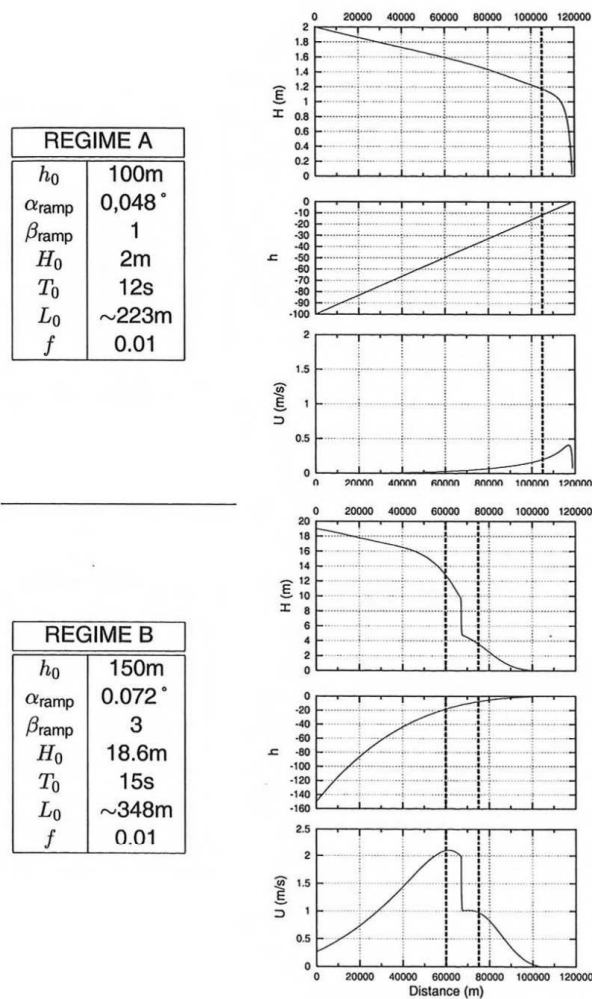 REGIME A
h₀ 100m
α_ramp 0,048°
β_ramp 1
H₀ 2m
T₀ 12s
L₀ ~223m
f 0.01
0 20000 40000 60000 80000 100000 120000
2
1.8
1.6
1.4
1.2
1
0.8
0.6
0.4
0.2
0
H (m)
0
-10
-20
-30
-40
-50
-60
-70
-80
-90
-100
h
2
1.5
1
0.5
0
U (m/s)
0 20000 40000 60000 80000 100000 120000
REGIME B
h₀ 150m
α_ramp 0.072°
β_ramp 3
H₀ 18.6m
T₀ 15s
L₀ ~348m
f 0.01
0 20000 40000 60000 80000 100000 120000
20
18
16
14
12
10
8
6
4
2
0
H (m)
0
-20
-40
-60
-80
-100
-120
-140
-160
h
2.5
2
1.5
1
0.5
0
U (m/s)
0 20000 40000 60000 80000 100000 120000
Distance (m)